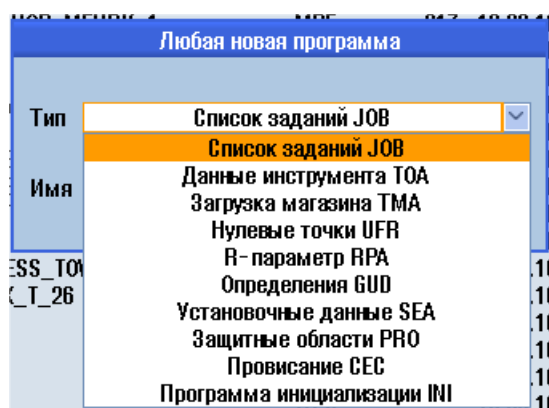 Любая новая программа
Тип Список заданий JOB
Список заданий JOB
Данные инструмента TOA
Имя
Загрузка магазина TMA
Нулевые точки UFR
R-параметр RPA
Определения GUD
_T_26
Установочные данные SEA
Защитные области PRO
Провисание CEC
Программа инициализации INI